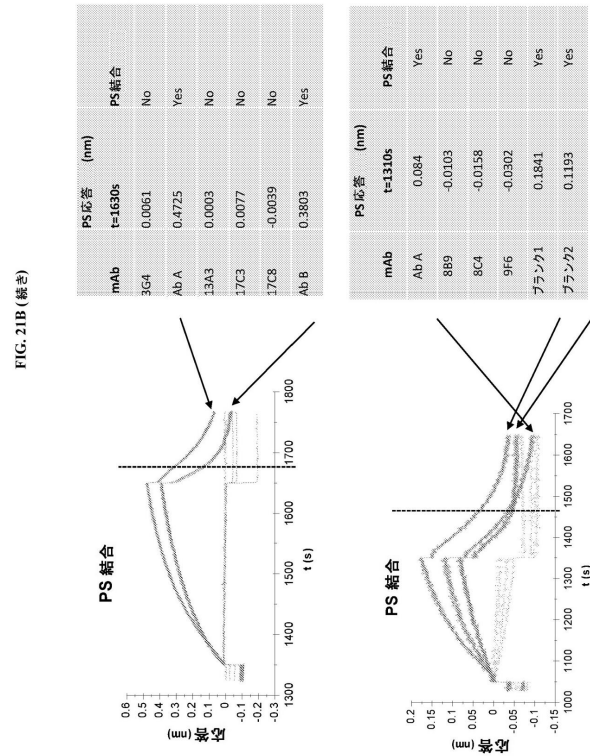 FIG. 21B (続き)
PS 結合
応答 (nm)
0.6
0.5
0.4
0.3
0.2
0.1
0
-0.1
-0.2
-0.3
1300 1400 1500 1600 1700 1800
t (s)
PS応答 (nm)
mAb t=1630s PS結合
3G4 0.0061 No
Ab A 0.4725 Yes
13A3 0.0003 No
17C3 0.0077 No
17C8 -0.0039 No
Ab B 0.3803 Yes
PS 結合
応答 (nm)
0.2
0.15
0.1
0.05
0
-0.05
-0.1
-0.15
1000 1100 1200 1300 1400 1500 1600 1700
t (s)
PS応答 (nm)
mAb t=1310s PS結合
Ab A 0.084 Yes
8B9 -0.0103 No
8C4 -0.0158 No
9F6 -0.0302 No
ブランク1 0.1841 Yes
ブランク2 0.1193 Yes